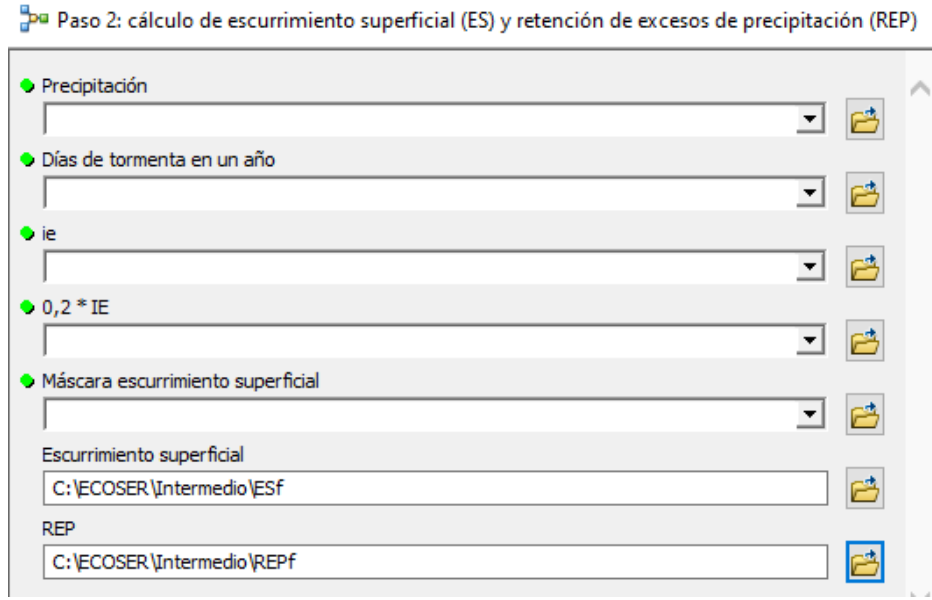 Paso 2: cálculo de escurrimiento superficial (ES) y retención de excesos de precipitación (REP)
Precipitación
Días de tormenta en un año
ie
0,2 * IE
Máscara escurrimiento superficial
Escurrimiento superficial
C:\ECOSER\Intermedio\ESf
REP
C:\ECOSER\Intermedio\REPf